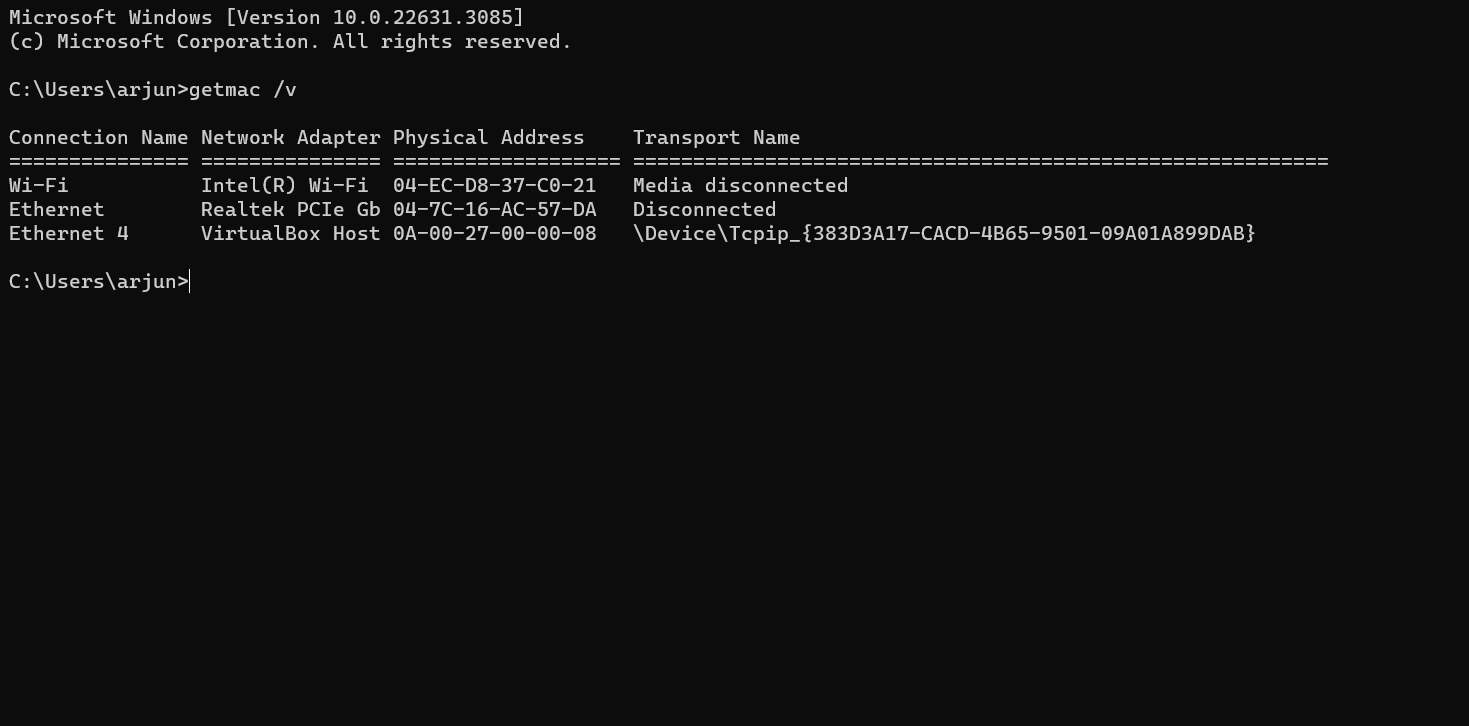 Microsoft Windows [Version 10.0.22631.3085]
(c) Microsoft Corporation. All rights reserved.

C:\Users\arjun>getmac /v

Connection Name Network Adapter Physical Address    Transport Name
=============== =============== =================== ==========================================================
Wi-Fi           Intel(R) Wi-Fi  04-EC-D8-37-C0-21   Media disconnected
Ethernet        Realtek PCIe Gb 04-7C-16-AC-57-DA   Disconnected
Ethernet 4      VirtualBox Host 0A-00-27-00-00-08   \Device\Tcpip_{383D3A17-CACD-4B65-9501-09A01A899DAB}

C:\Users\arjun>